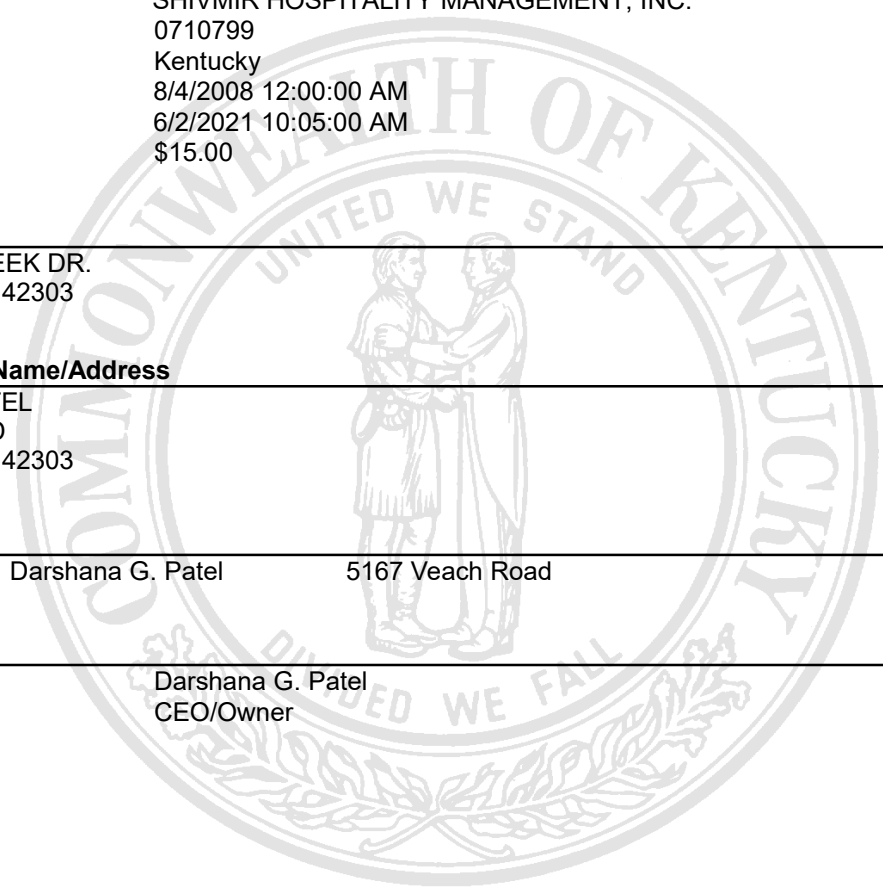 SHIVMIR HOSPITALITY MANAGEMENT, INC.
0710799
Kentucky
8/4/2008 12:00:00 AM
6/2/2021 10:05:00 AM
$15.00
COMMONWEALTH OF KENTUCKY
UNITED WE STAND
EEK DR.
42303
Name/Address
EL
42303
Darshana G. Patel 5167 Veach Road
DIVIDED WE FALL
Darshana G. Patel
CEO/Owner